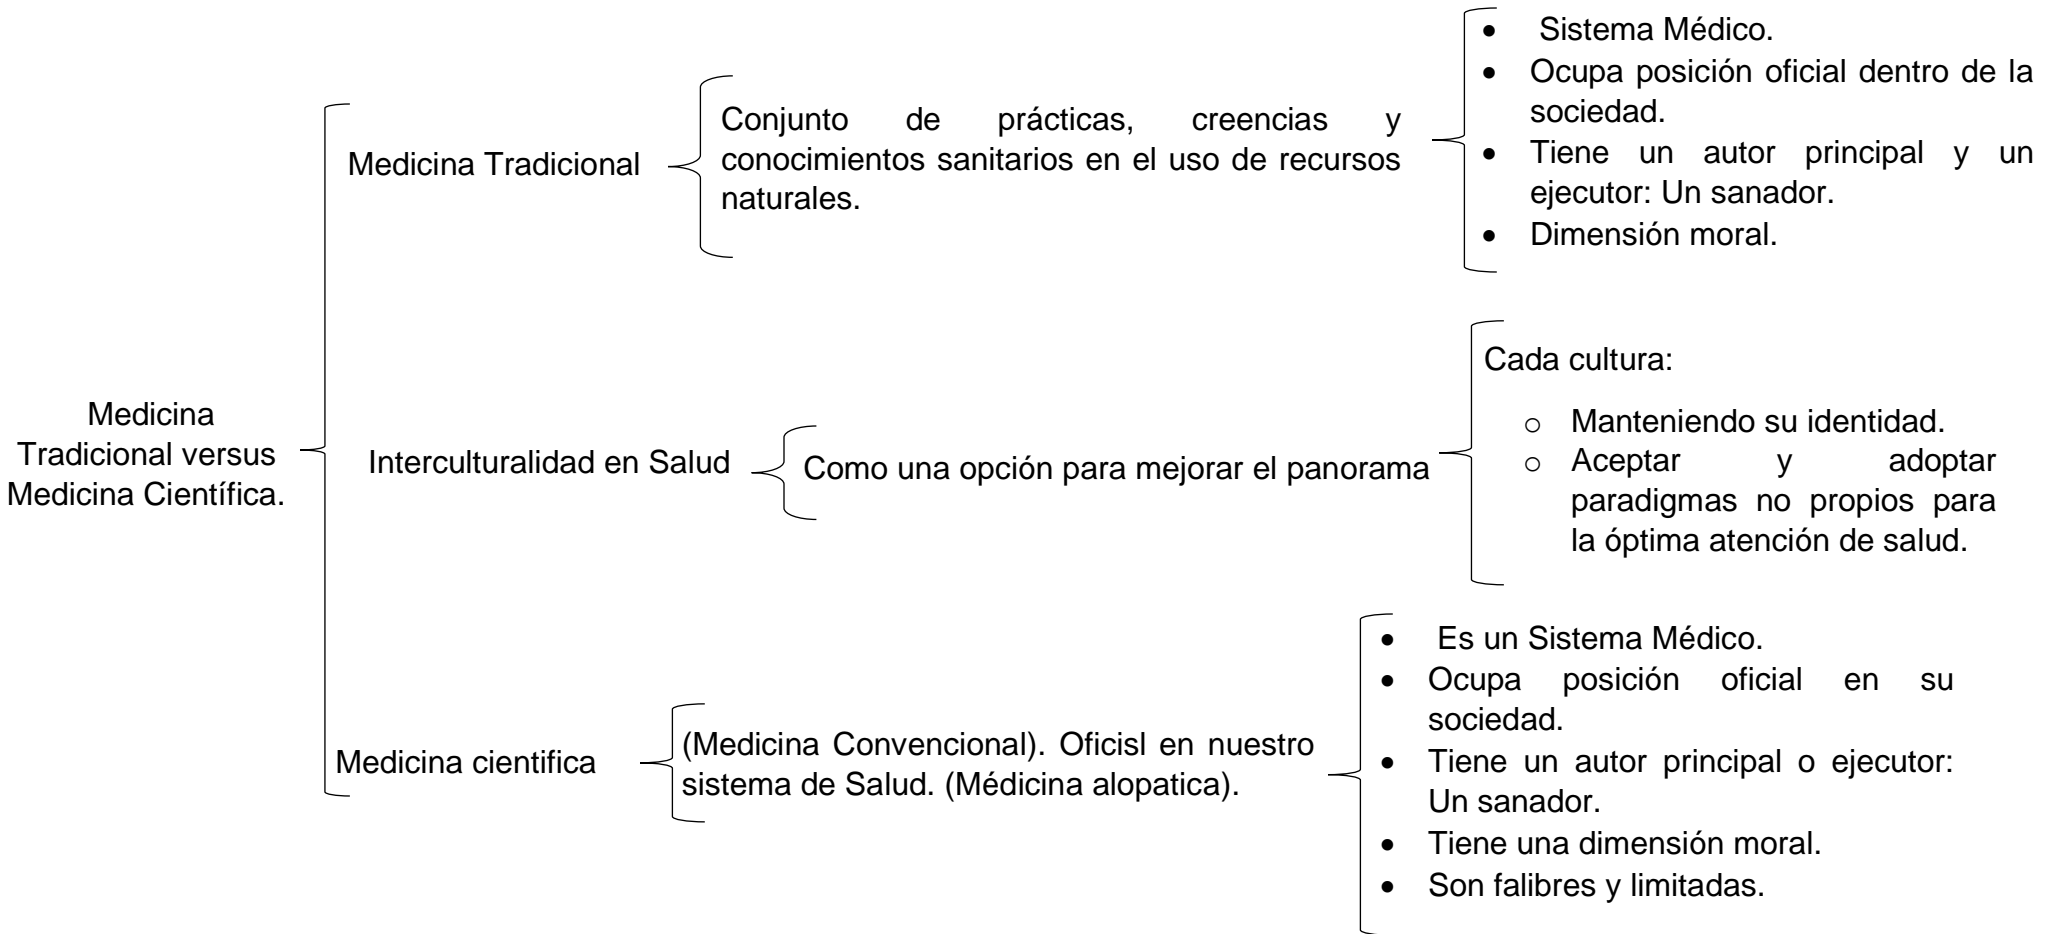 Medicina
Tradicional versus
Medicina Científica.
Medicina Tradicional
Conjunto de prácticas, creencias y
conocimientos sanitarios en el uso de recursos
naturales.
• Sistema Médico.
• Ocupa posición oficial dentro de la
sociedad.
• Tiene un autor principal y un
ejecutor: Un sanador.
• Dimensión moral.
Interculturalidad en Salud
Como una opción para mejorar el panorama
Cada cultura:
o Manteniendo su identidad.
o Aceptar y adoptar
paradigmas no propios para
la óptima atención de salud.
Medicina cientifica
(Medicina Convencional). Oficisl en nuestro
sistema de Salud. (Médicina alopatica).
• Es un Sistema Médico.
• Ocupa posición oficial en su
sociedad.
• Tiene un autor principal o ejecutor:
Un sanador.
• Tiene una dimensión moral.
• Son falibres y limitadas.